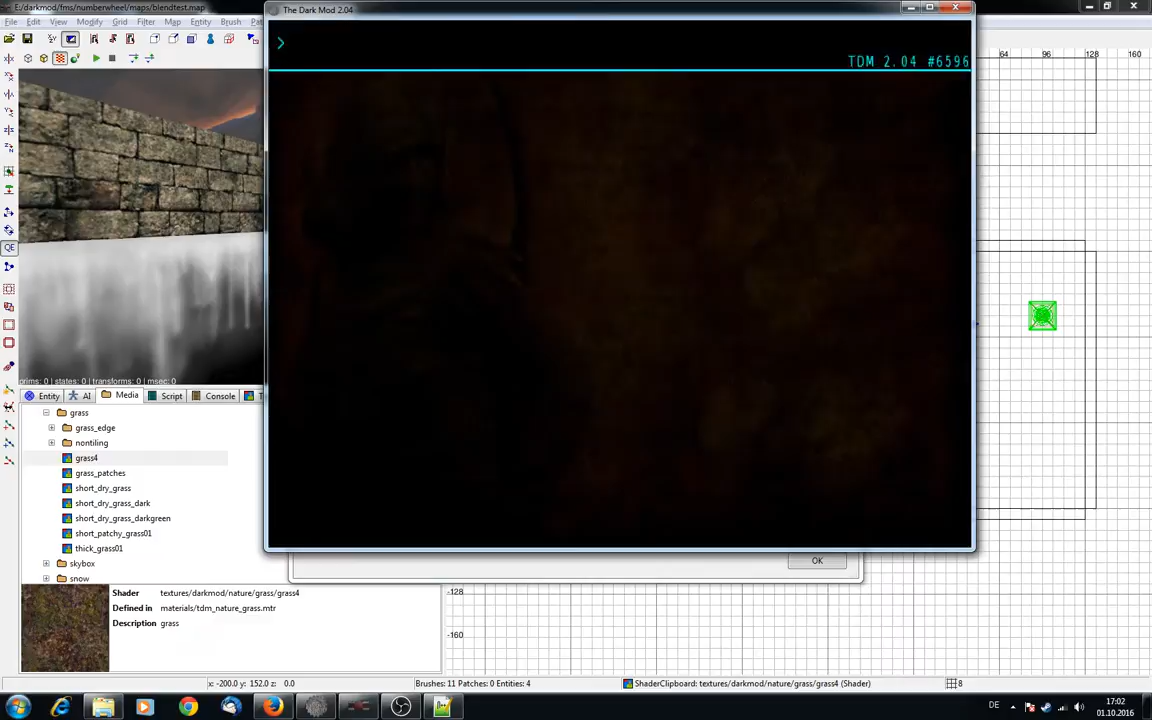 E:/darkmod/fms/numberwheel/maps/blendtest.map
The Dark Mod 2.04
File Edit View Map Grid Filter Map Entity Brush
>
TDM 2.04 #6596
64 96 128 160
prims: 0 | states: 0 | transforms: 0 | msec: 0
Entity AI Media Script Console
grass
grass_edge
nontiling
grass4
grass_patches
short_dry_grass
short_dry_grass_dark
short_dry_grass_darkgreen
short_patchy_grass01
thick_grass01
skybox
snow
OK
Shader textures/darkmod/nature/grass/grass4
Defined in materials/tdm_nature_grass.mtr
Description grass
-128
-160
x: -200.0 y: 152.0 z: 0.0
Brushes: 11 Patches: 0 Entities: 4
ShaderClipboard: textures/darkmod/nature/grass/grass4 (Shader)
8
DE
17:02
01.10.2016